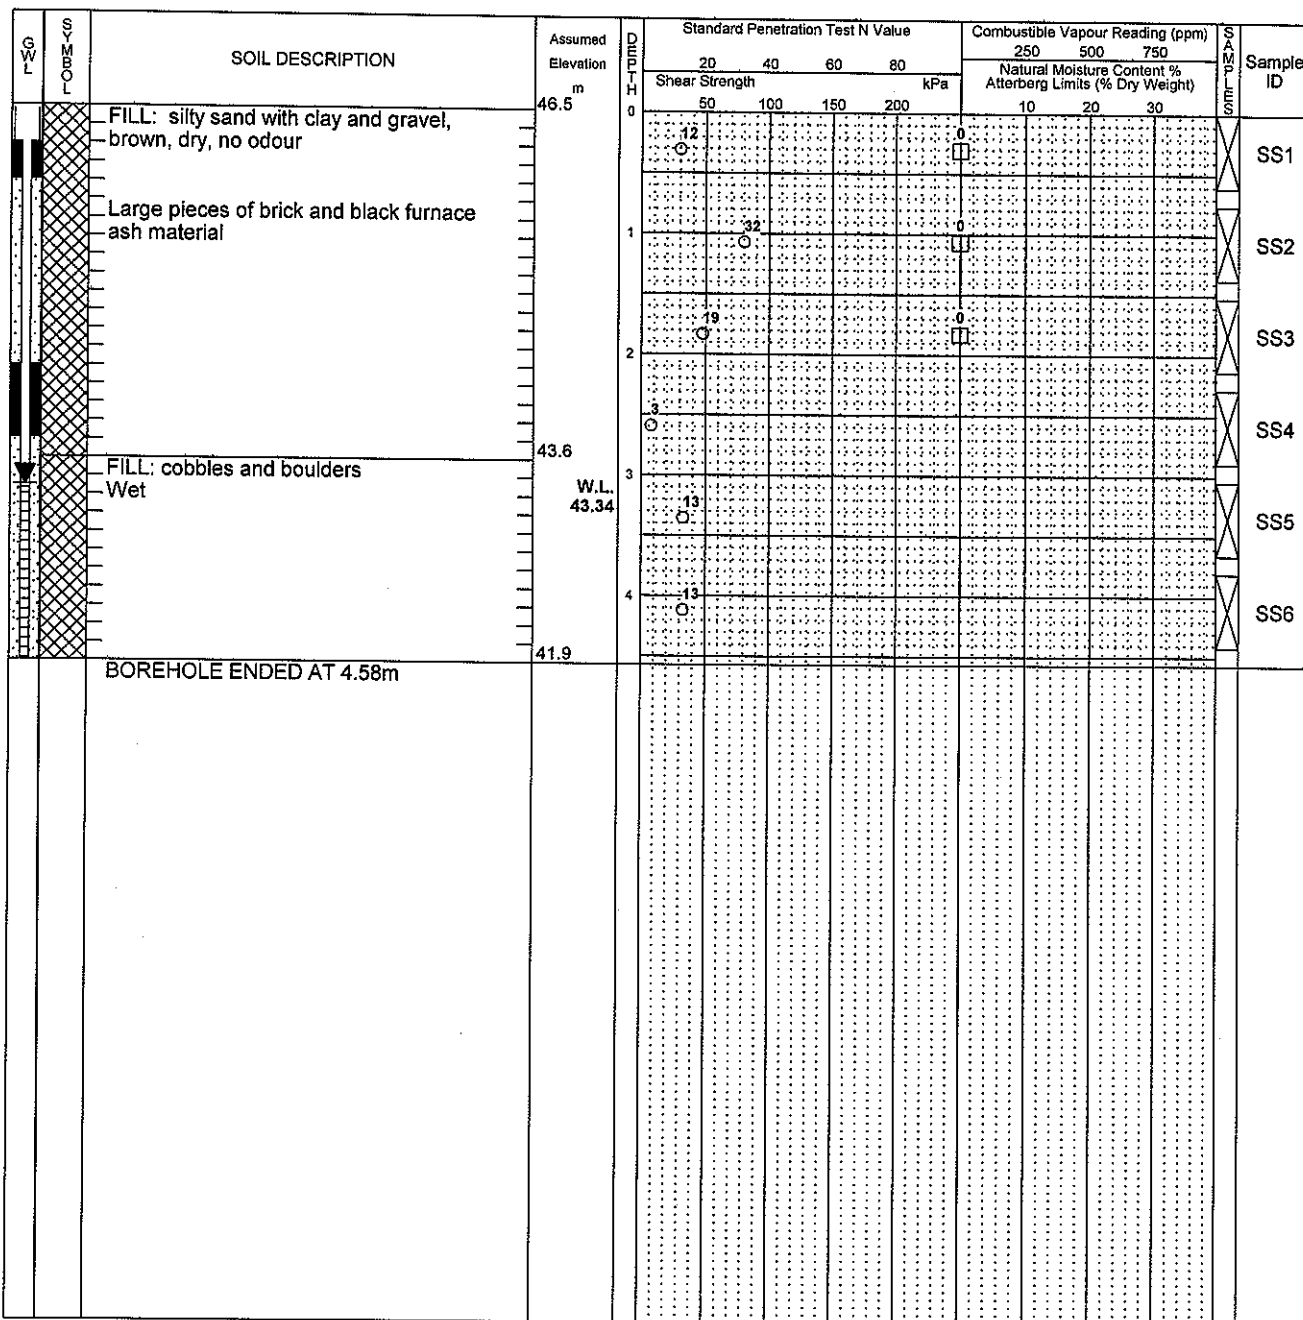 GWL
SYMBOL
SOIL DESCRIPTION
Assumed
Elevation
m
DEPTH
Standard Penetration Test N Value
20 40 60 80
Shear Strength kPa
50 100 150 200
Combustible Vapour Reading (ppm)
250 500 750
Natural Moisture Content %
Atterberg Limits (% Dry Weight)
10 20 30
SAMPLES
Sample
ID
46.5
0
FILL: silty sand with clay and gravel,
brown, dry, no odour
12
0
SS1
Large pieces of brick and black furnace
ash material
1
32
0
SS2
19
0
SS3
2
3
SS4
43.6
FILL: cobbles and boulders
Wet
3
W.L.
43.34
13
SS5
4
13
SS6
41.9
BOREHOLE ENDED AT 4.58m